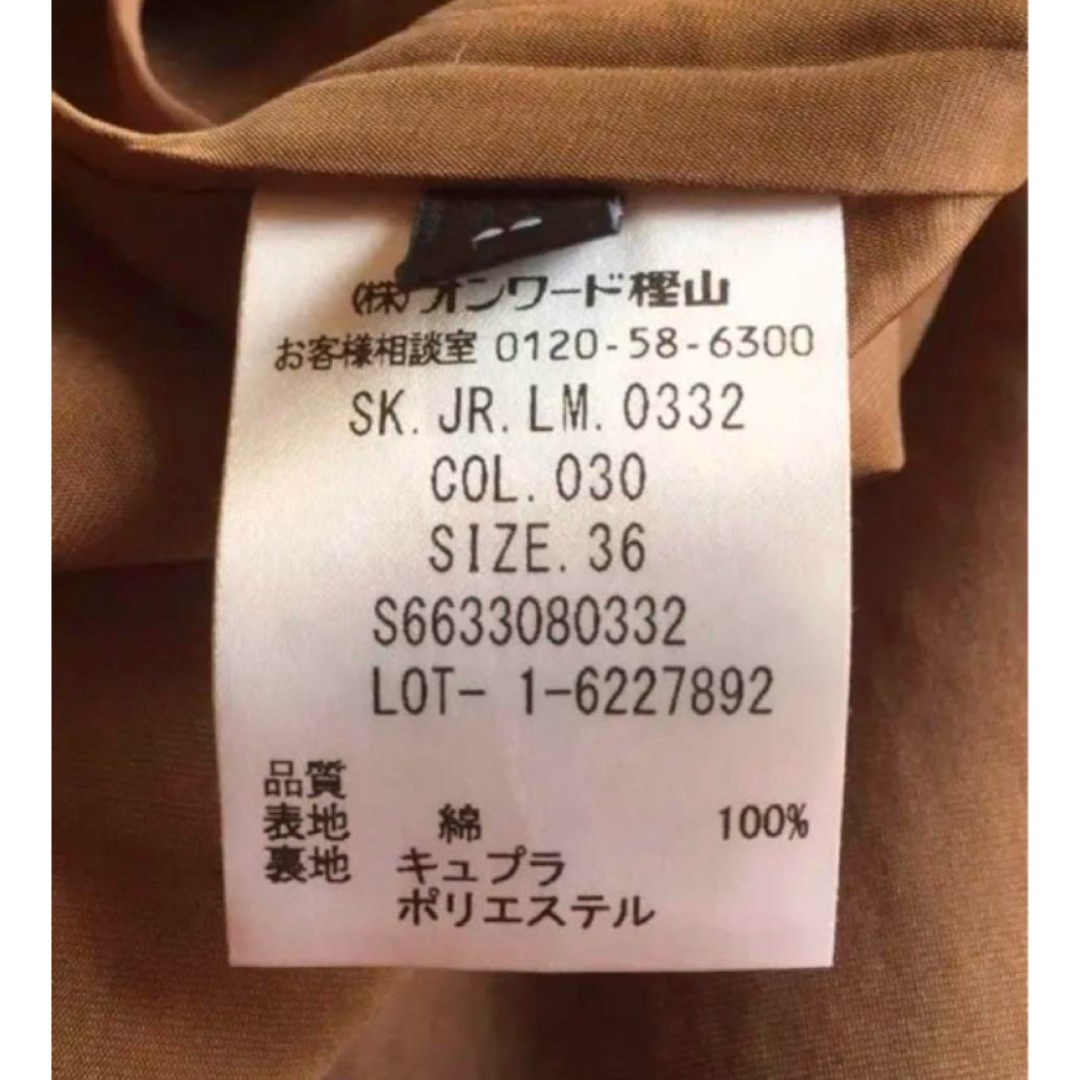 (株)オンワード樫山
お客様相談室 0120-58-6300
SK.JR.LM.0332
COL.030
SIZE.36
S6633080332
LOT- 1-6227892
品質
表地 綿 100%
裏地 キュプラ
ポリエステル